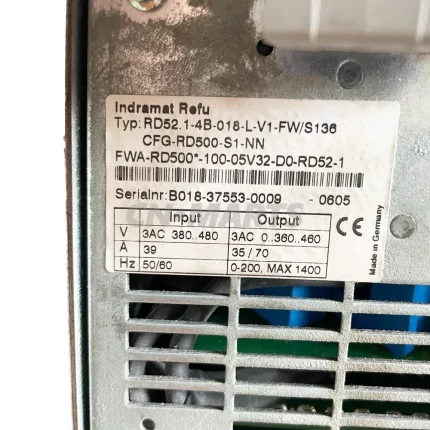 Indramat Refu
Typ: RD52.1-4B-018-L-V1-FW/S136
CFG-RD500-S1-NN
FWA-RD500*-100-05V32-D0-RD52-1
Serialnr: B018-37553-0009 - 0605
Input Output
V 3AC 380..480 3AC 0..360..460
A 39 35/70
Hz 50/60 0-200, MAX 1400
CE
Made in Germany